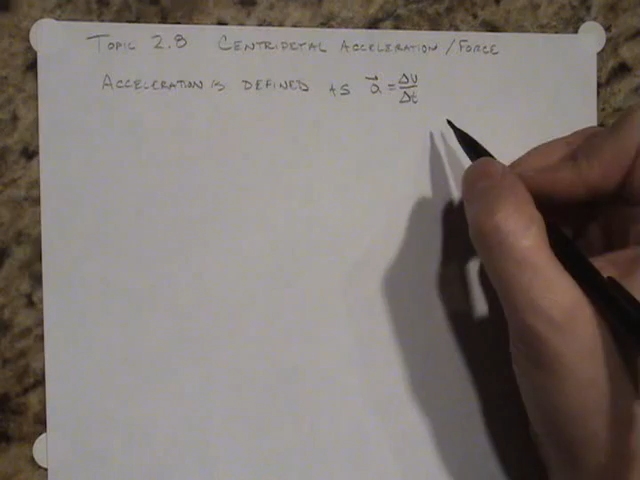 TOPIC 2.8 CENTRIPETAL ACCELERATION / FORCE
ACCELERATION IS DEFINED AS a⃗ = Δv/Δt